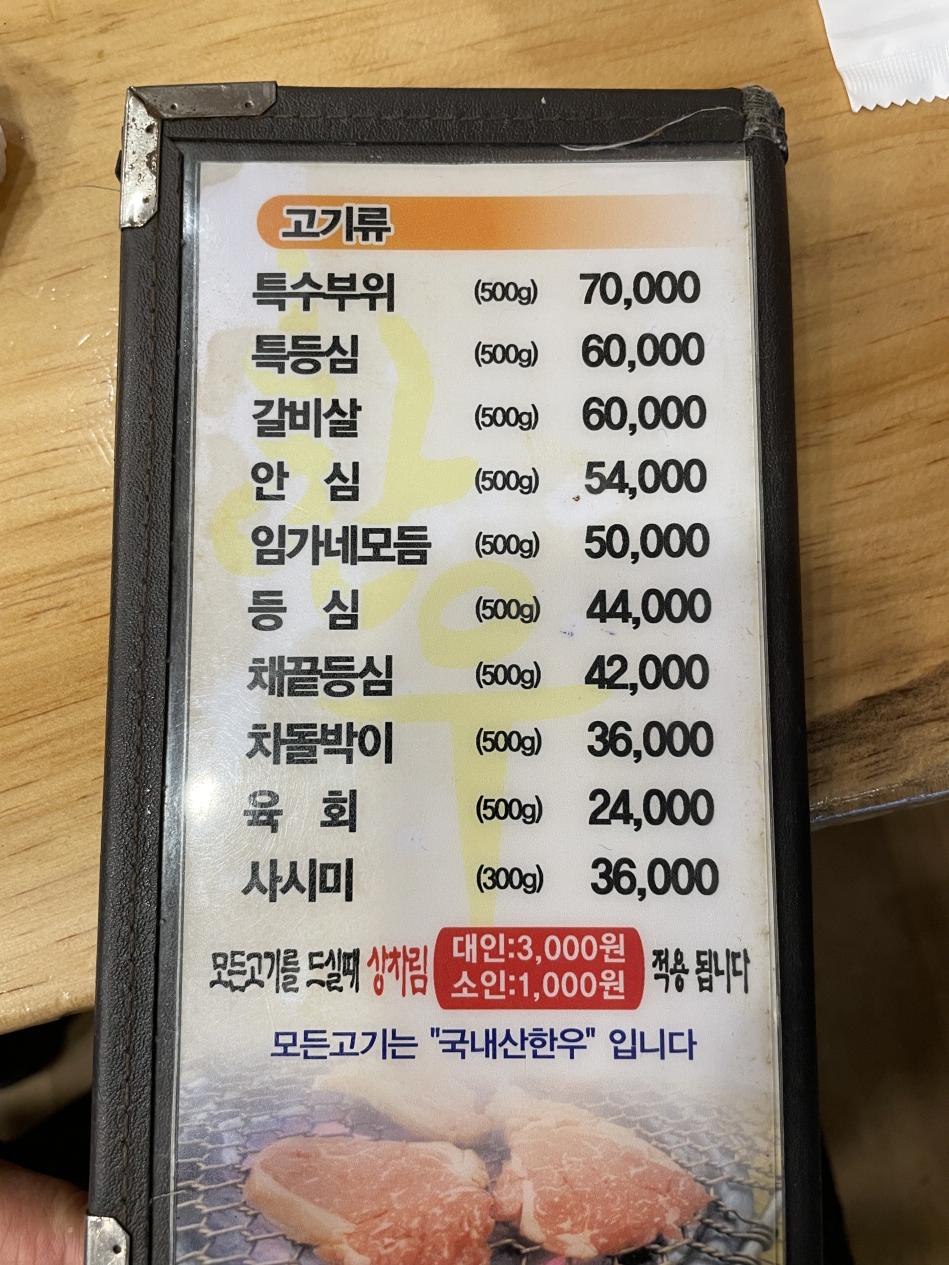 고기류
특수부위 (500g) 70,000
특등심 (500g) 60,000
갈비살 (500g) 60,000
안 심 (500g) 54,000
임가네모듬 (500g) 50,000
등 심 (500g) 44,000
채끝등심 (500g) 42,000
차돌박이 (500g) 36,000
육 회 (500g) 24,000
사시미 (300g) 36,000
모든고기를 드실때 상차림 대인:3,000원 소인:1,000원 적용 됩니다
모든고기는 "국내산한우" 입니다
한우